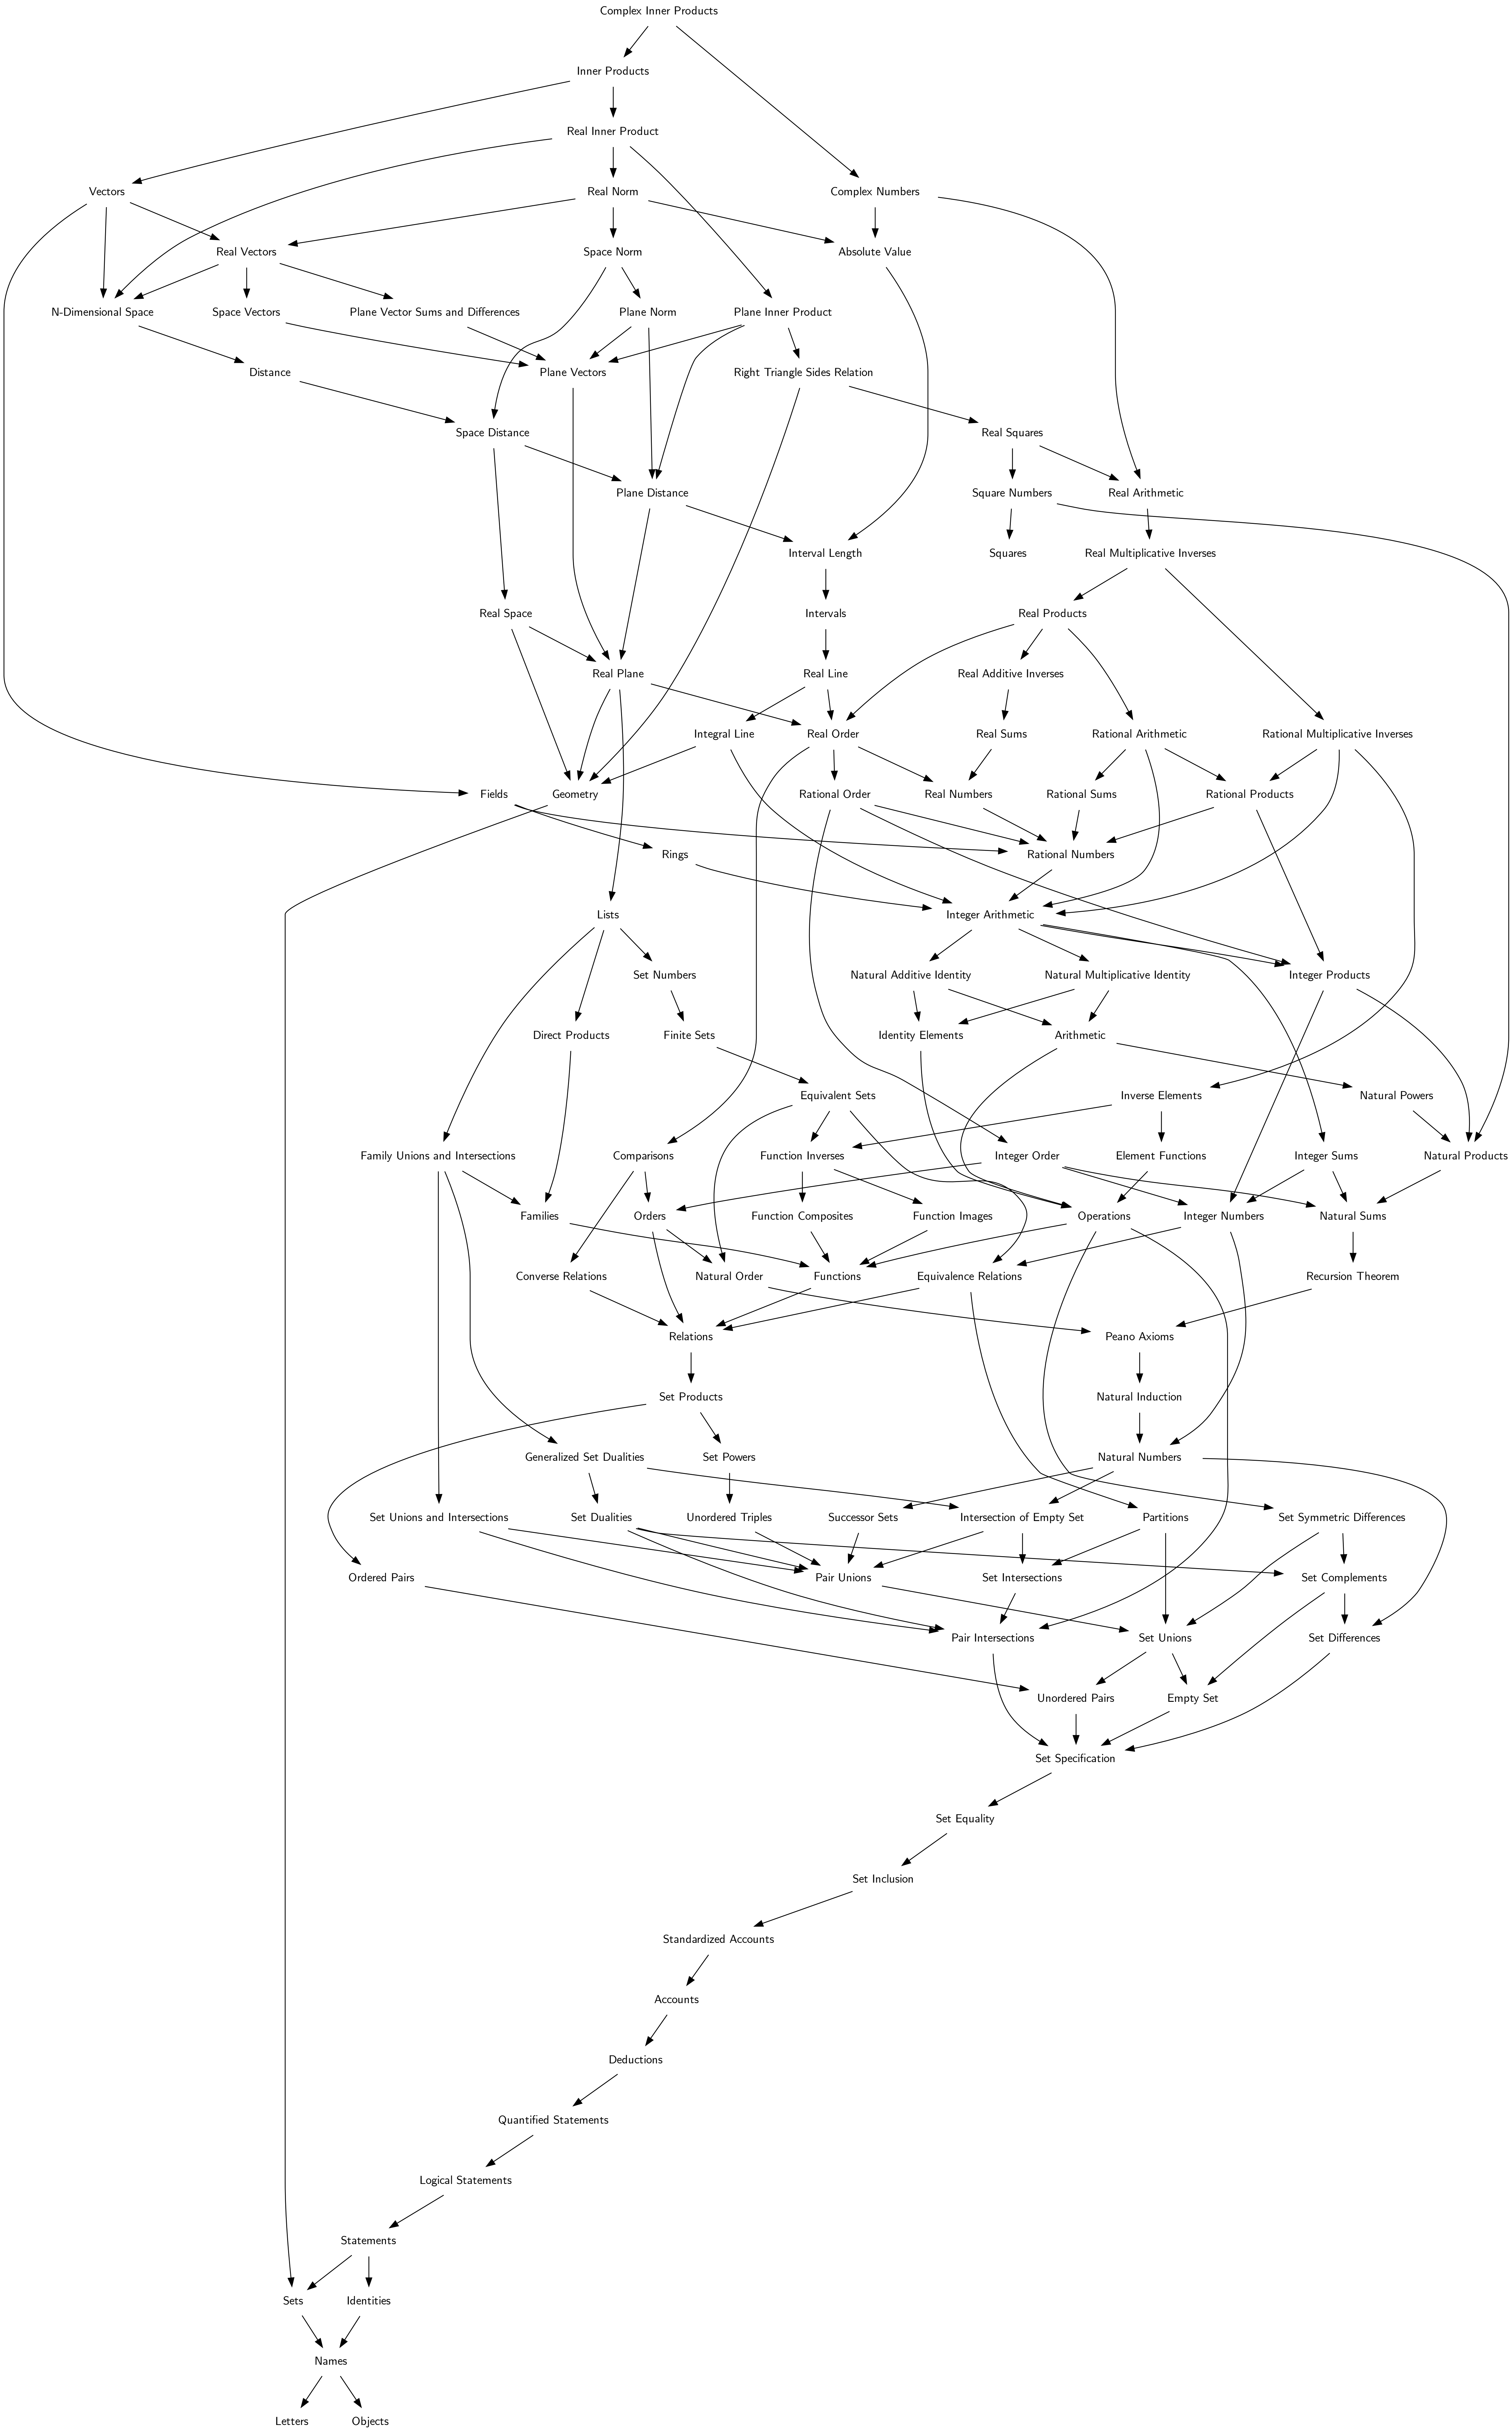 Complex Inner Products
Inner Products
Real Inner Product
Vectors
Real Norm
Complex Numbers
Real Vectors
Space Norm
Absolute Value
N-Dimensional Space
Space Vectors
Plane Vector Sums and Differences
Plane Norm
Plane Inner Product
Distance
Plane Vectors
Right Triangle Sides Relation
Space Distance
Real Squares
Plane Distance
Square Numbers
Real Arithmetic
Interval Length
Squares
Real Multiplicative Inverses
Real Space
Intervals
Real Products
Real Plane
Real Line
Real Additive Inverses
Integral Line
Real Order
Real Sums
Rational Arithmetic
Rational Multiplicative Inverses
Fields
Geometry
Rational Order
Real Numbers
Rational Sums
Rational Products
Rings
Rational Numbers
Lists
Integer Arithmetic
Set Numbers
Natural Additive Identity
Natural Multiplicative Identity
Integer Products
Direct Products
Finite Sets
Identity Elements
Arithmetic
Equivalent Sets
Inverse Elements
Natural Powers
Family Unions and Intersections
Comparisons
Function Inverses
Integer Order
Element Functions
Integer Sums
Natural Products
Families
Orders
Function Composites
Function Images
Operations
Integer Numbers
Natural Sums
Converse Relations
Natural Order
Functions
Equivalence Relations
Recursion Theorem
Relations
Peano Axioms
Set Products
Natural Induction
Generalized Set Dualities
Set Powers
Natural Numbers
Set Unions and Intersections
Set Dualities
Unordered Triples
Successor Sets
Intersection of Empty Set
Partitions
Set Symmetric Differences
Ordered Pairs
Pair Unions
Set Intersections
Set Complements
Pair Intersections
Set Unions
Set Differences
Unordered Pairs
Empty Set
Set Specification
Set Equality
Set Inclusion
Standardized Accounts
Accounts
Deductions
Quantified Statements
Logical Statements
Statements
Sets
Identities
Names
Letters
Objects